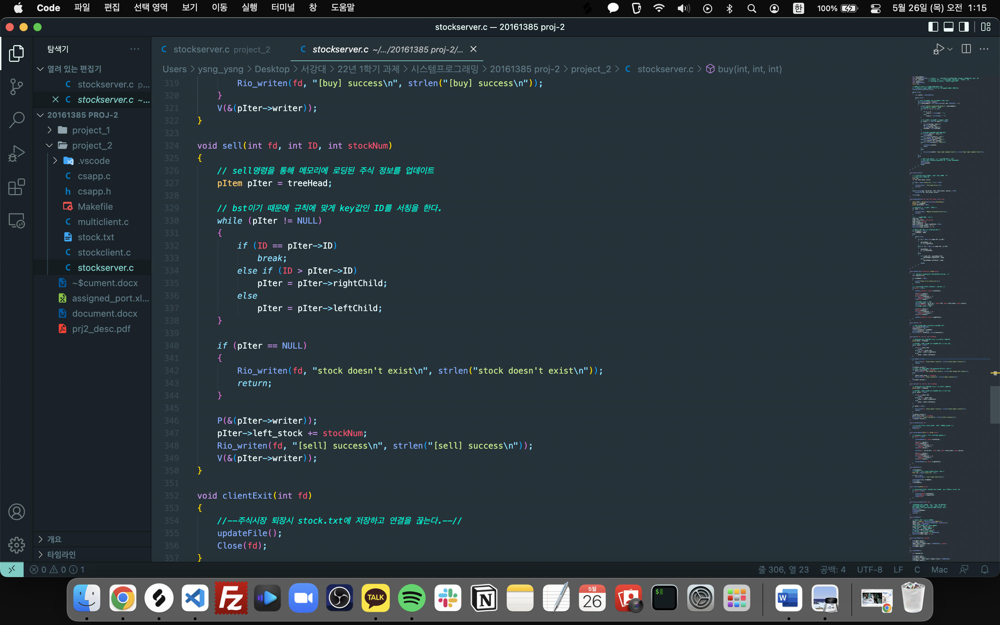 Code 파일 편집 선택 영역 보기 이동 실행 터미널 창 도움말 한 100% 5월 26일 (목) 오전 1:15
stockserver.c — 20161385 proj-2
탐색기
열려 있는 편집기
stockserver.c p...
stockserver.c ~...
20161385 PROJ-2
project_1
project_2
.vscode
csapp.c
csapp.h
Makefile
multiclient.c
stock.txt
stockclient.c
stockserver.c
~$cument.docx
assigned_port.xl...
document.docx
prj2_desc.pdf
개요
타임라인
stockserver.c project_2
stockserver.c ~/.../20161385 proj-2/...
Users > ysng_ysng > Desktop > 서강대 > 22년 1학기 과제 > 시스템프로그래밍 > 20161385 proj-2 > project_2 > C stockserver.c > buy(int, int, int)
319         Rio_writen(fd, "[buy] success\n", strlen("[buy] success\n"));
320     }
321     V(&(pIter->writer));
322 }
323
324 void sell(int fd, int ID, int stockNum)
325 {
326     // sell명령을 통해 메모리에 로딩된 주식 정보를 업데이트
327     pItem pIter = treeHead;
328
329     // bst이기 때문에 규칙에 맞게 key값인 ID를 서칭을 한다.
330     while (pIter != NULL)
331     {
332         if (ID == pIter->ID)
333             break;
334         else if (ID > pIter->ID)
335             pIter = pIter->rightChild;
336         else
337             pIter = pIter->leftChild;
338     }
339
340     if (pIter == NULL)
341     {
342         Rio_writen(fd, "stock doesn't exist\n", strlen("stock doesn't exist\n"));
343         return;
344     }
345
346     P(&(pIter->writer));
347     pIter->left_stock += stockNum;
348     Rio_writen(fd, "[sell] success\n", strlen("[sell] success\n"));
349     V(&(pIter->writer));
350 }
351
352 void clientExit(int fd)
353 {
354     //--주식시장 퇴장시 stock.txt에 저장하고 연결을 끊는다.--//
355     updateFile();
356     Close(fd);
357 }
0 0 1 줄 306, 열 23 공백: 4 UTF-8 LF C Mac
TALK
5월
26